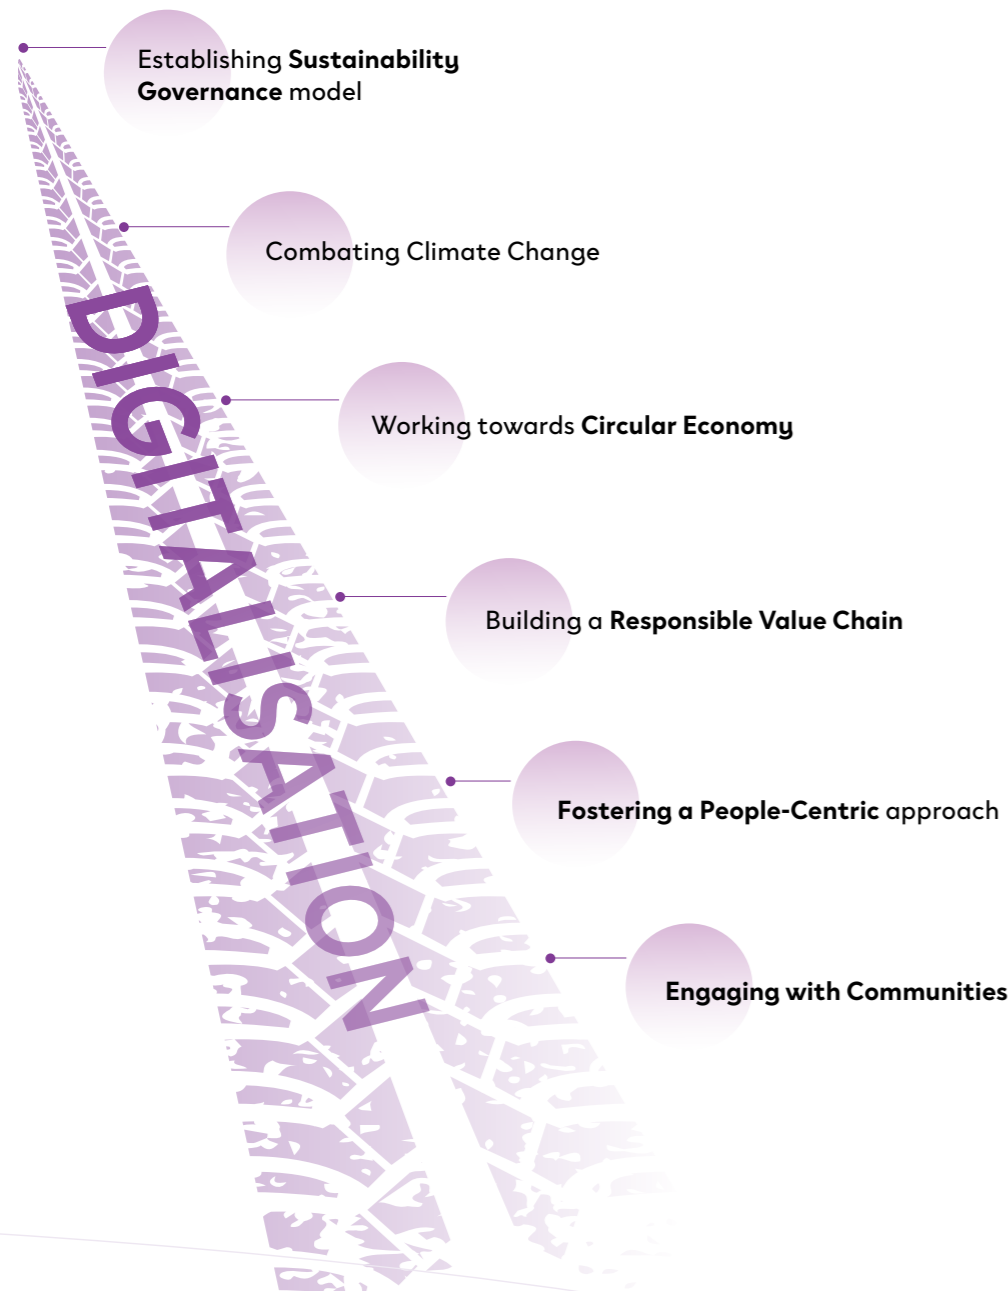 Establishing Sustainability
Governance model
Combating Climate Change
Working towards Circular Economy
Building a Responsible Value Chain
Fostering a People-Centric approach
Engaging with Communities
DIGITALISATION